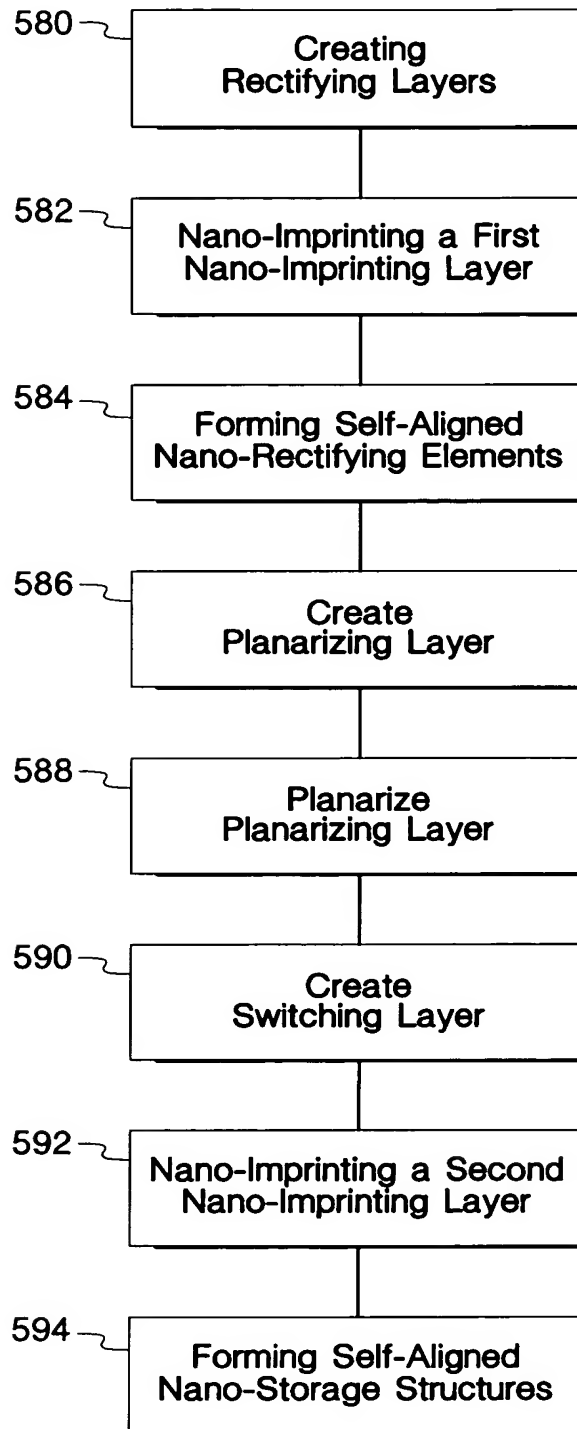 580
Creating
Rectifying Layers
582
Nano-Imprinting a First
Nano-Imprinting Layer
584
Forming Self-Aligned
Nano-Rectifying Elements
586
Create
Planarizing Layer
588
Planarize
Planarizing Layer
590
Create
Switching Layer
592
Nano-Imprinting a Second
Nano-Imprinting Layer
594
Forming Self-Aligned
Nano-Storage Structures